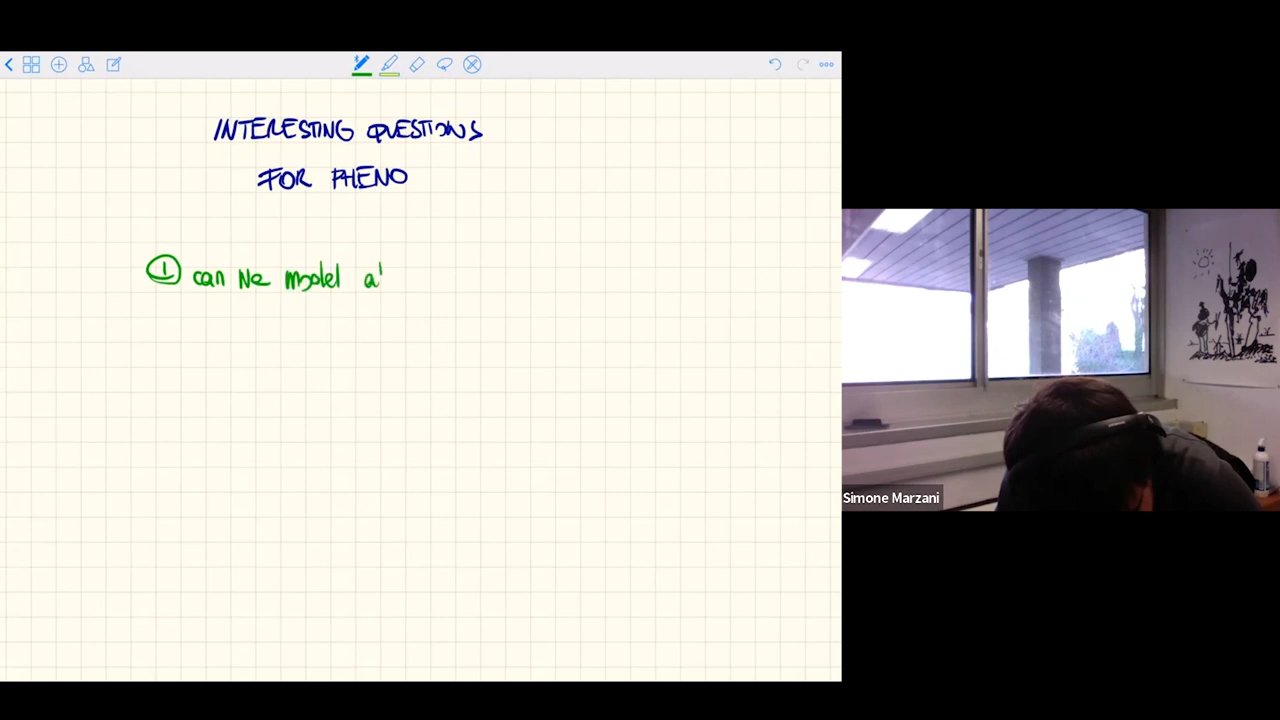 INTERESTING QUESTIONS
FOR PHENO
① can we model a
Simone Marzani